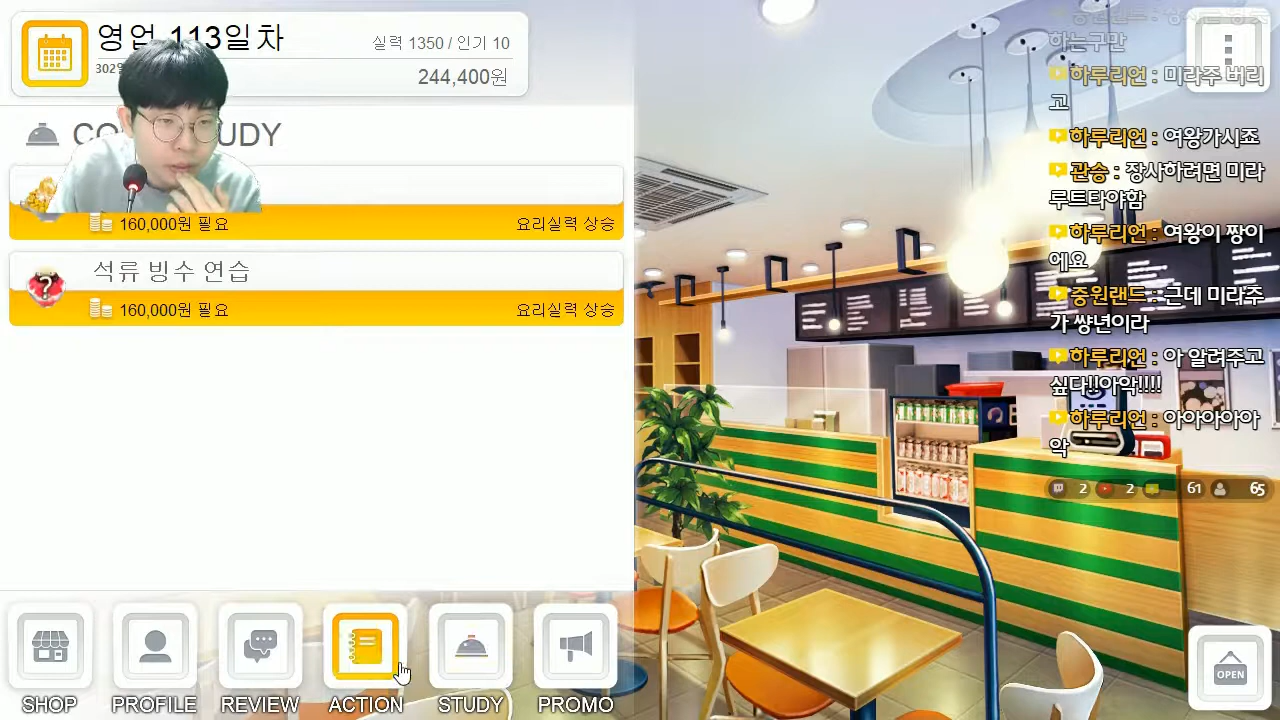 영업 113일차
실력 1350 / 인기 10
244,400원
CO UDY
160,000원 필요
요리실력 상승
석류 빙수 연습
160,000원 필요
요리실력 상승
SHOP
PROFILE
REVIEW
ACTION
STUDY
PROMO
하는구만
하루리언 : 미라주 버리
고
하루리언 : 여왕가시죠
관승 : 장사하려면 미라
루트타야함
하루리언 : 여왕이 짱이
에요
중원랜드 : 근데 미라주
가 썅년이라
하루리언 : 아 알려주고
싶다!!아악!!!!
하루리언 : 아아아아아
악
2 2 61 65
OPEN